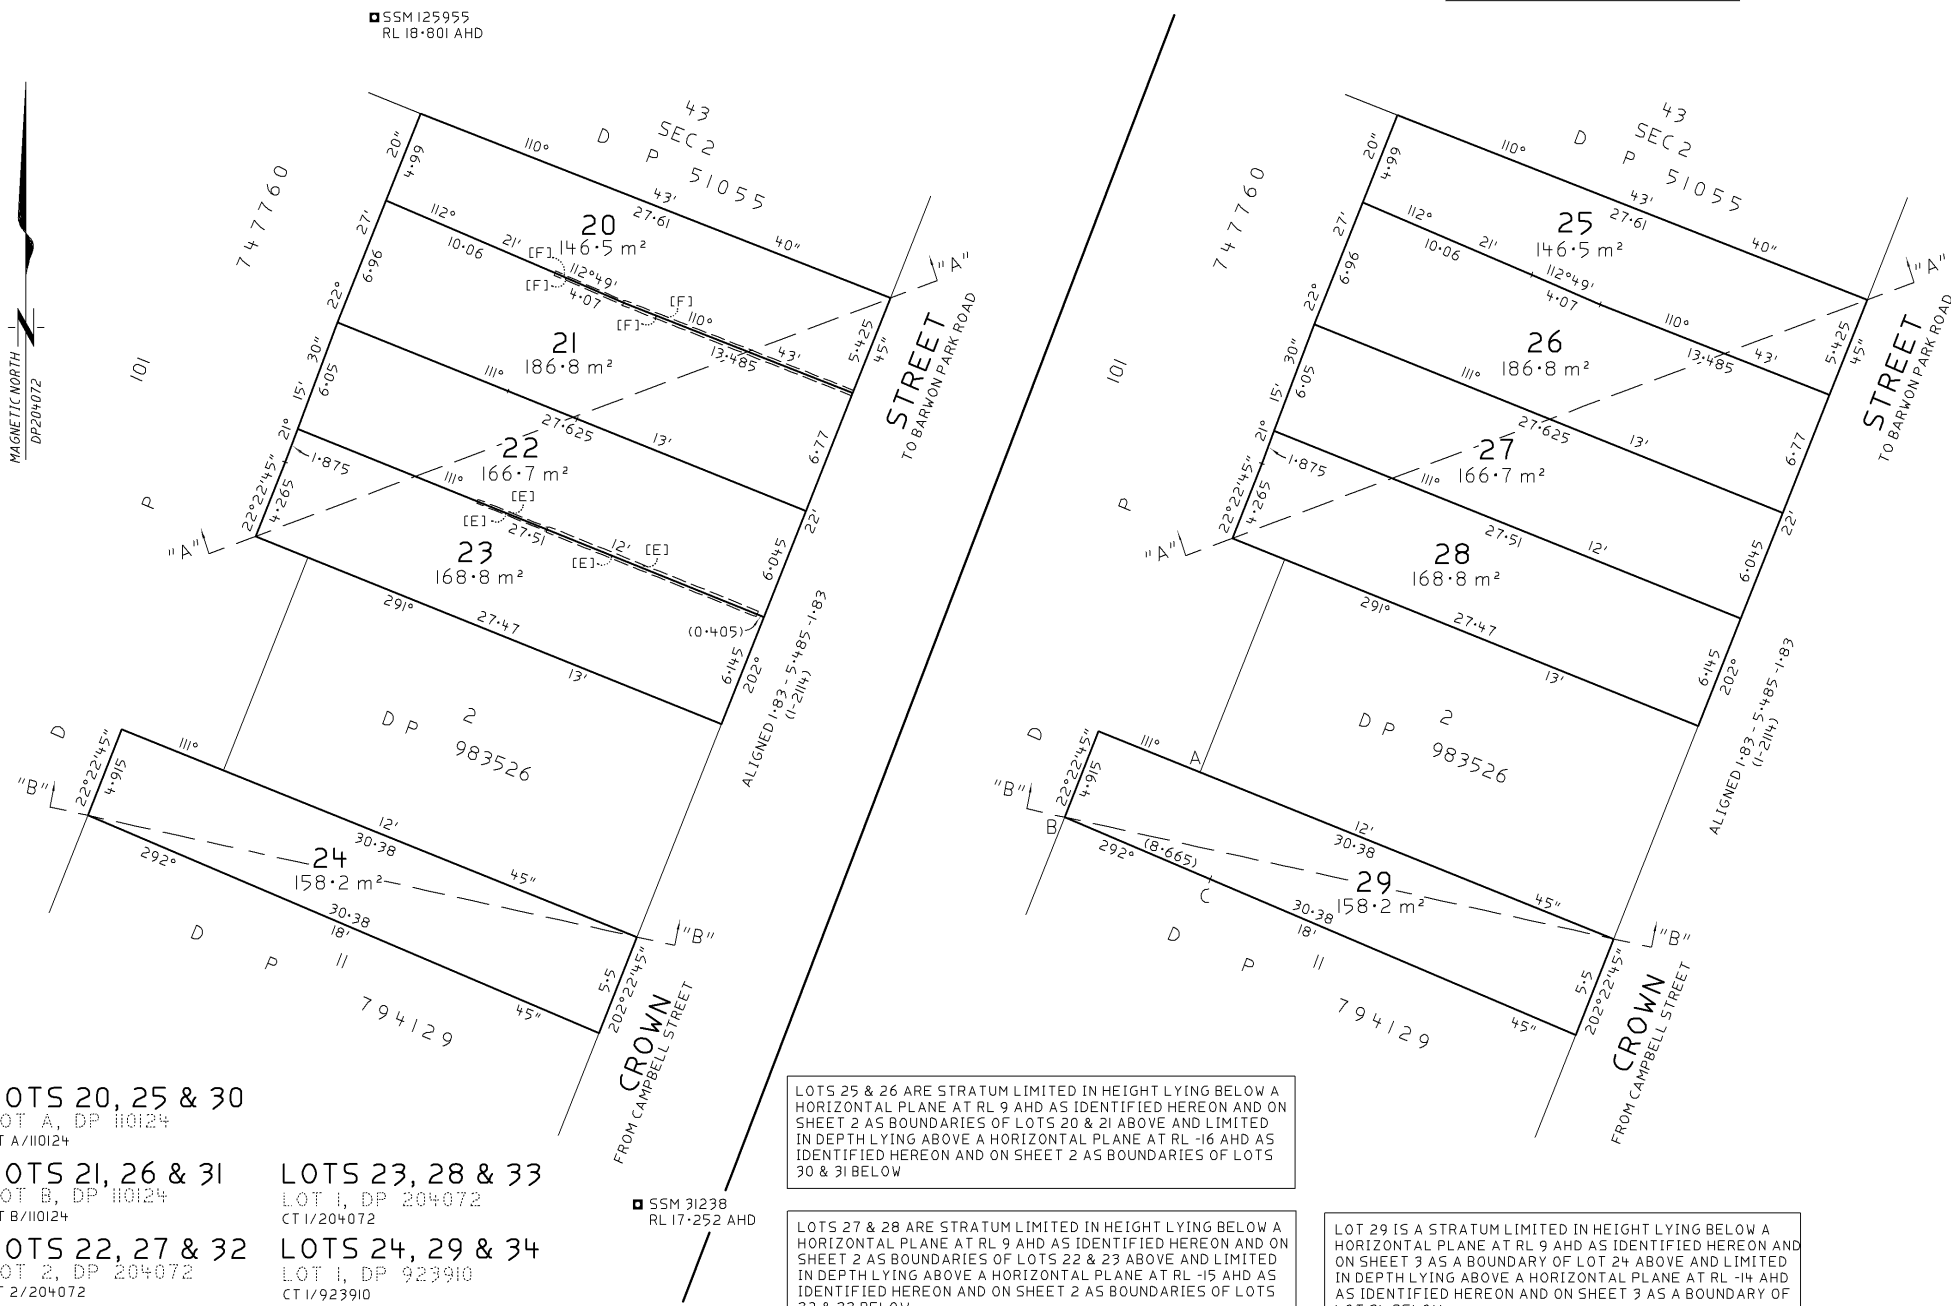 SSM 125955
RL 18·801 AHD
MAGNETIC NORTH
DP204072
747760
101
P
D
43
SEC 2
D P
51055
20"
4·99
110°
43'
27·61
40"
20
146·5 m²
27'
6·96
22°
112°
21'
10·06
[F]
[F]
112°49'
4·07
[F]
[F]
110°
43'
13·485
5·425
45"
"A"
STREET
TO BARWON PARK ROAD
21
186·8 m²
30"
6·05
15'
21°
111°
27·625
13'
6·77
22'
22
166·7 m²
1·875
22°22'45"
4·265
111°
[E]
[E]
27·51
12'
[E]
[E]
6·045
"A"
23
168·8 m²
(0·405)
6·145
202°
291°
27·47
13'
ALIGNED 1·83 - 5·485 - 1·83
(1-2114)
2
D P
983526
"B"
22°22'45"
4·915
111°
12'
30·38
45"
24
158·2 m²
292°
30·38
18'
45"
"B"
5·5
202°22'45"
D P
11
794129
CROWN
FROM CAMPBELL STREET
747760
101
P
D
43
SEC 2
D P
51055
20"
4·99
110°
43'
27·61
40"
25
146·5 m²
27'
6·96
22°
112°
21'
10·06
112°49'
4·07
110°
43'
13·485
5·425
45"
"A"
STREET
TO BARWON PARK ROAD
26
186·8 m²
30"
6·05
15'
21°
111°
27·625
13'
6·77
22'
27
166·7 m²
1·875
22°22'45"
4·265
111°
27·51
12'
6·045
"A"
28
168·8 m²
6·145
202°
291°
27·47
13'
ALIGNED 1·83 - 5·485 - 1·83
(1-2114)
2
D P
983526
"B"
22°22'45"
4·915
111°
A
B
12'
30·38
45"
292°
(8·665)
C
29
158·2 m²
30·38
18'
45"
"B"
5·5
202°22'45"
D P
11
794129
CROWN
FROM CAMPBELL STREET
OTS 20, 25 & 30
OT A, DP 110124
T A/110124
OTS 21, 26 & 31
OT B, DP 110124
T B/110124
OTS 22, 27 & 32
OT 2, DP 204072
T 2/204072
LOTS 23, 28 & 33
LOT 1, DP 204072
CT 1/204072
LOTS 24, 29 & 34
LOT 1, DP 923910
CT 1/923910
SSM 31238
RL 17·252 AHD
LOTS 25 & 26 ARE STRATUM LIMITED IN HEIGHT LYING BELOW A
HORIZONTAL PLANE AT RL 9 AHD AS IDENTIFIED HEREON AND ON
SHEET 2 AS BOUNDARIES OF LOTS 20 & 21 ABOVE AND LIMITED
IN DEPTH LYING ABOVE A HORIZONTAL PLANE AT RL -16 AHD AS
IDENTIFIED HEREON AND ON SHEET 2 AS BOUNDARIES OF LOTS
30 & 31 BELOW
LOTS 27 & 28 ARE STRATUM LIMITED IN HEIGHT LYING BELOW A
HORIZONTAL PLANE AT RL 9 AHD AS IDENTIFIED HEREON AND ON
SHEET 2 AS BOUNDARIES OF LOTS 22 & 23 ABOVE AND LIMITED
IN DEPTH LYING ABOVE A HORIZONTAL PLANE AT RL -15 AHD AS
IDENTIFIED HEREON AND ON SHEET 2 AS BOUNDARIES OF LOTS
LOT 29 IS A STRATUM LIMITED IN HEIGHT LYING BELOW A
HORIZONTAL PLANE AT RL 9 AHD AS IDENTIFIED HEREON AND
ON SHEET 3 AS A BOUNDARY OF LOT 24 ABOVE AND LIMITED
IN DEPTH LYING ABOVE A HORIZONTAL PLANE AT RL -14 AHD
AS IDENTIFIED HEREON AND ON SHEET 3 AS A BOUNDARY OF